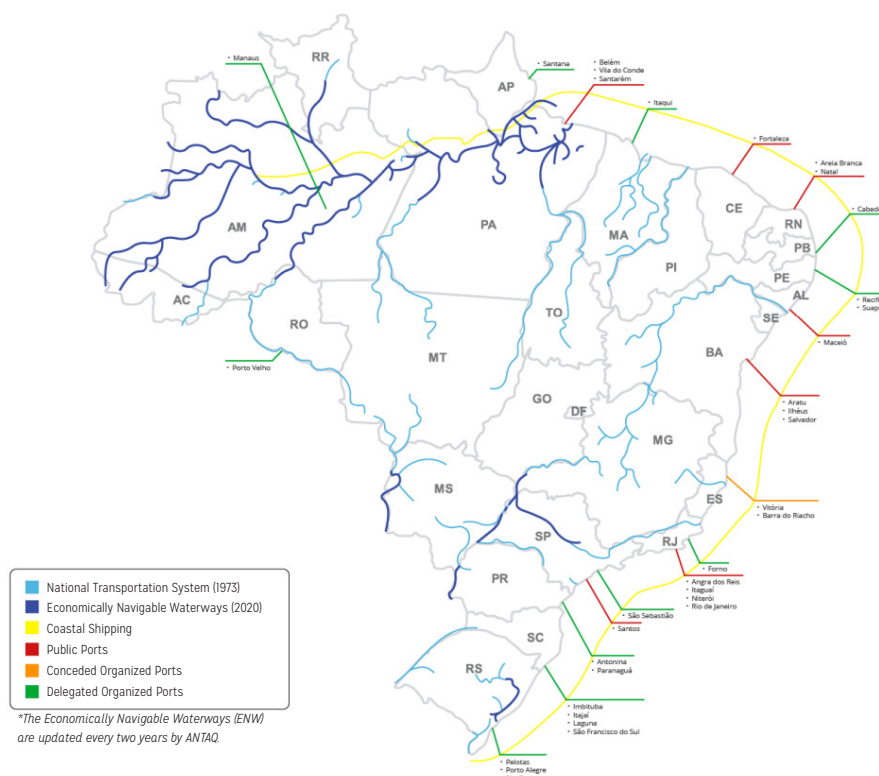 RR
• Manaus
AP
• Santana
• Belém
• Vila do Conde
• Santarém
• Itaqui
• Fortaleza
• Areia Branca
• Natal
• Cabed
CE
RN
PB
PE
AL
SE
• Recif
• Suap
AM
PA
MA
PI
AC
RO
MT
TO
BA
• Maceió
• Porto Velho
• Aratu
• Ilhéus
• Salvador
GO
DF
MG
MS
ES
• Vitória
• Barra do Riacho
SP
RJ
• Forno
• Angra dos Reis
• Itaguaí
• Niterói
• Rio de Janeiro
PR
• São Sebastião
• Santos
SC
• Antonina
• Paranaguá
RS
• Imbituba
• Itajaí
• Laguna
• São Francisco do Sul
• Pelotas
• Porto Alegre
National Transportation System (1973)
Economically Navigable Waterways (2020)
Coastal Shipping
Public Ports
Conceded Organized Ports
Delegated Organized Ports
*The Economically Navigable Waterways (ENW)
are updated every two years by ANTAQ.